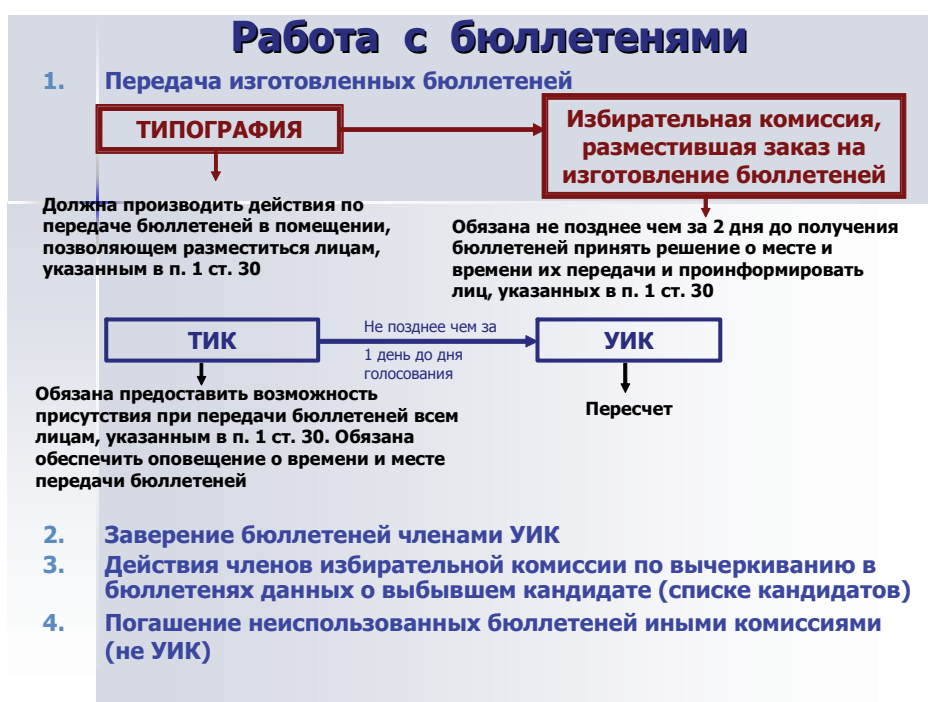 Работа с бюллетенями
1. Передача изготовленных бюллетеней
ТИПОГРАФИЯ
Избирательная комиссия,
разместившая заказ на
изготовление бюллетеней
Должна производить действия по
передаче бюллетеней в помещении,
позволяющем разместиться лицам,
указанным в п. 1 ст. 30
Обязана не позднее чем за 2 дня до получения
бюллетеней принять решение о месте и
времени их передачи и проинформировать
лиц, указанных в п. 1 ст. 30
ТИК
Не позднее чем за
1 день до дня
голосования
УИК
Обязана предоставить возможность
присутствия при передачи бюллетеней всем
лицам, указанным в п. 1 ст. 30. Обязана
обеспечить оповещение о времени и месте
передачи бюллетеней
Пересчет
2. Заверение бюллетеней членами УИК
3. Действия членов избирательной комиссии по вычеркиванию в
бюллетенях данных о выбывшем кандидате (списке кандидатов)
4. Погашение неиспользованных бюллетеней иными комиссиями
(не УИК)